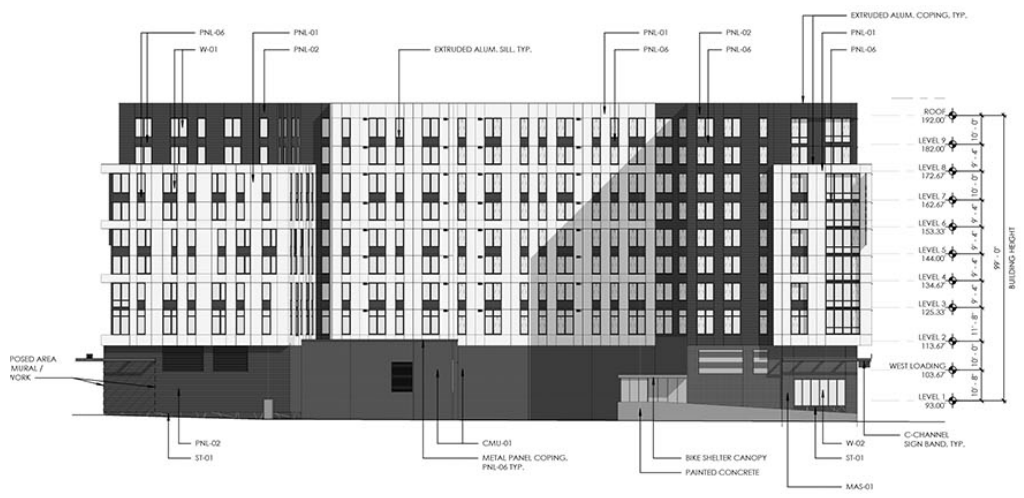 EXTRUDED ALUM. COPING, TYP.
PNL-06
PNL-01
W-01
PNL-02
EXTRUDED ALUM. SILL, TYP.
PNL-01
PNL-06
PNL-02
PNL-06
PNL-01
PNL-06
ROOF
192.00
10' - 0"
LEVEL 9
182.00
9' - 4"
LEVEL 8
172.67
10' - 0"
LEVEL 7
162.67
9' - 4"
LEVEL 6
153.33
9' - 4"
LEVEL 5
144.00
9' - 4"
LEVEL 4
134.67
9' - 4"
LEVEL 3
125.33
11' - 8"
LEVEL 2
113.67
10' - 0"
WEST LOADING
103.67
10' - 8"
LEVEL 1
93.00
99' - 0"
BUILDING HEIGHT
POSED AREA
MURAL /
WORK
PNL-02
ST-01
CMU-01
METAL PANEL COPING,
PNL-06 TYP.
BIKE SHELTER CANOPY
PAINTED CONCRETE
W-02
ST-01
MAS-01
C-CHANNEL
SIGN BAND, TYP.